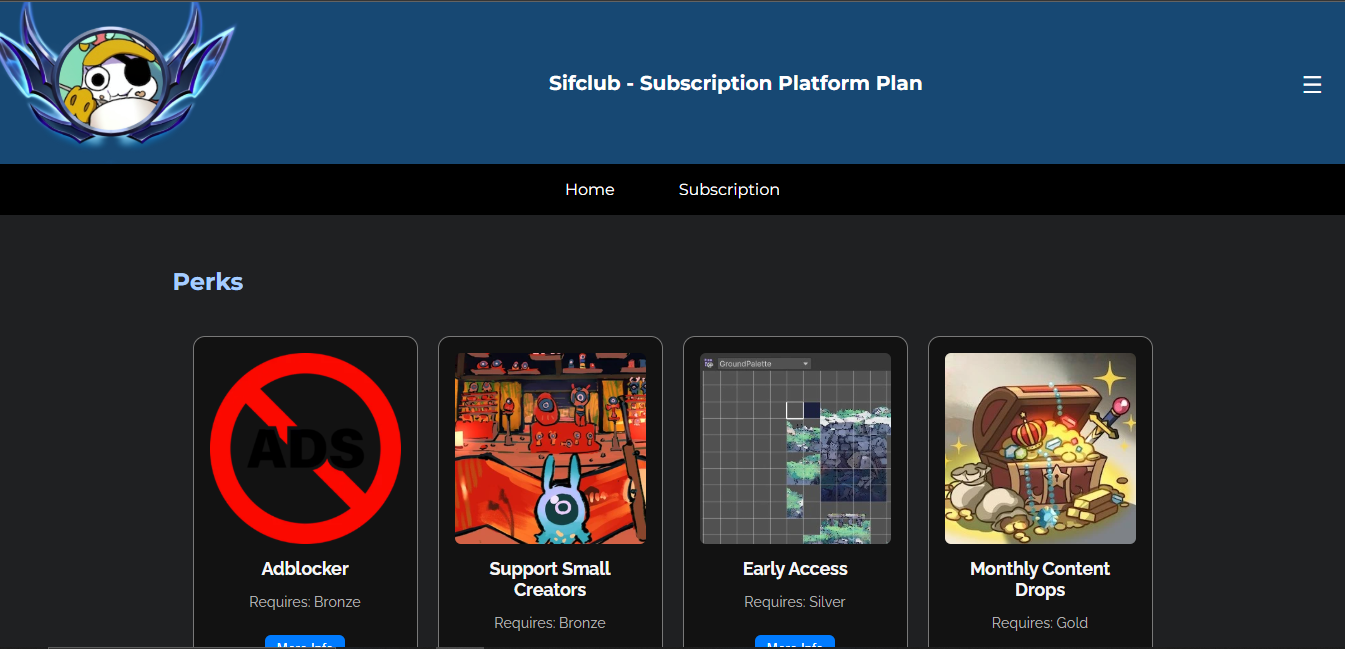 Sifclub - Subscription Platform Plan
☰
Home Subscription
Perks
ADS
GroundPalette
Adblocker
Requires: Bronze
More Info
Support Small
Creators
Requires: Bronze
Early Access
Requires: Silver
More Info
Monthly Content
Drops
Requires: Gold